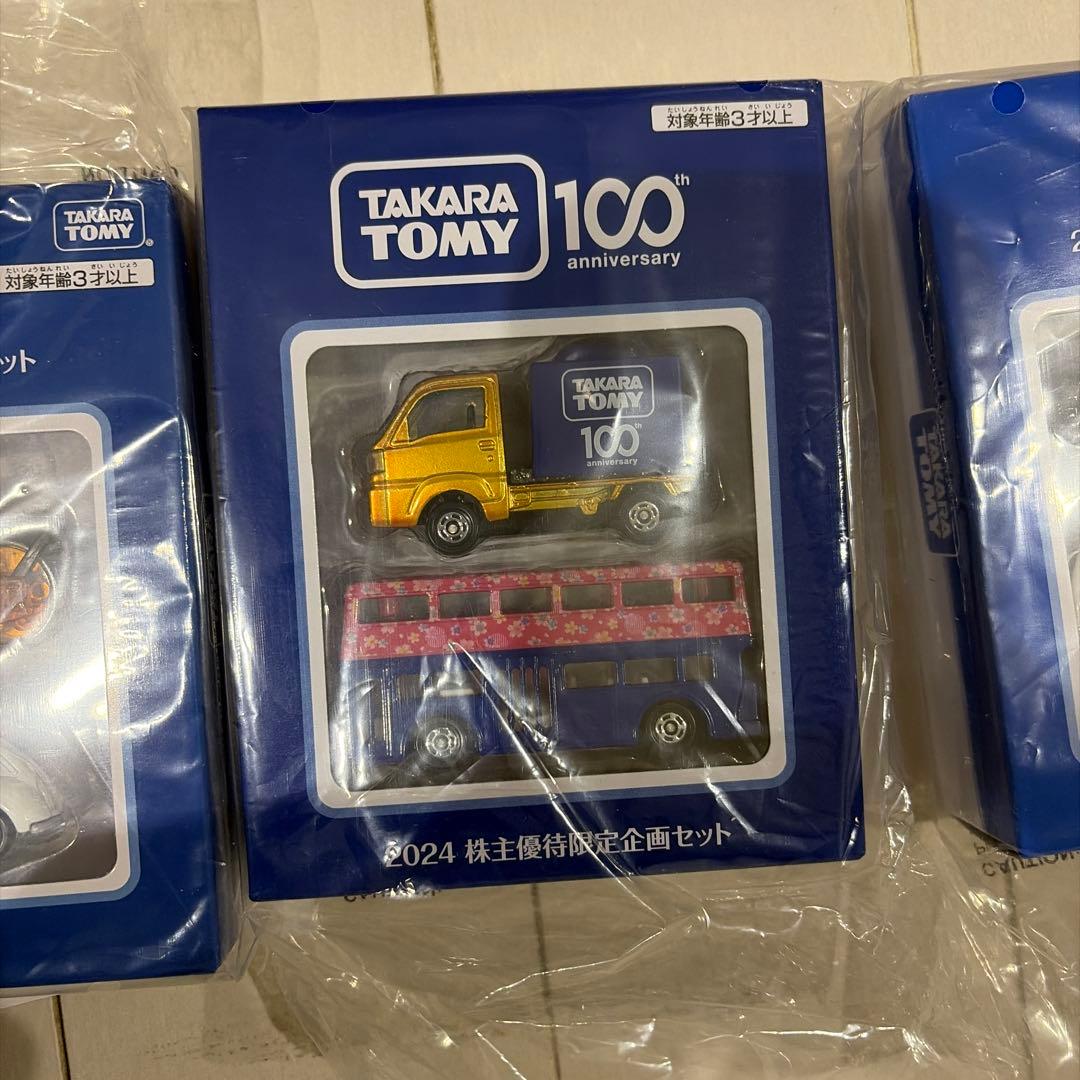 TAKARA
TOMY
®
たいしょうねんれい さいいじょう
対象年齢3才以上
ット
たいしょうねんれい さいいじょう
対象年齢3才以上
TAKARA
TOMY
100th
anniversary
TAKARA
TOMY
100th
anniversary
2024 株主優待限定企画セット
2
TAKARA
TOMY
CAUTION